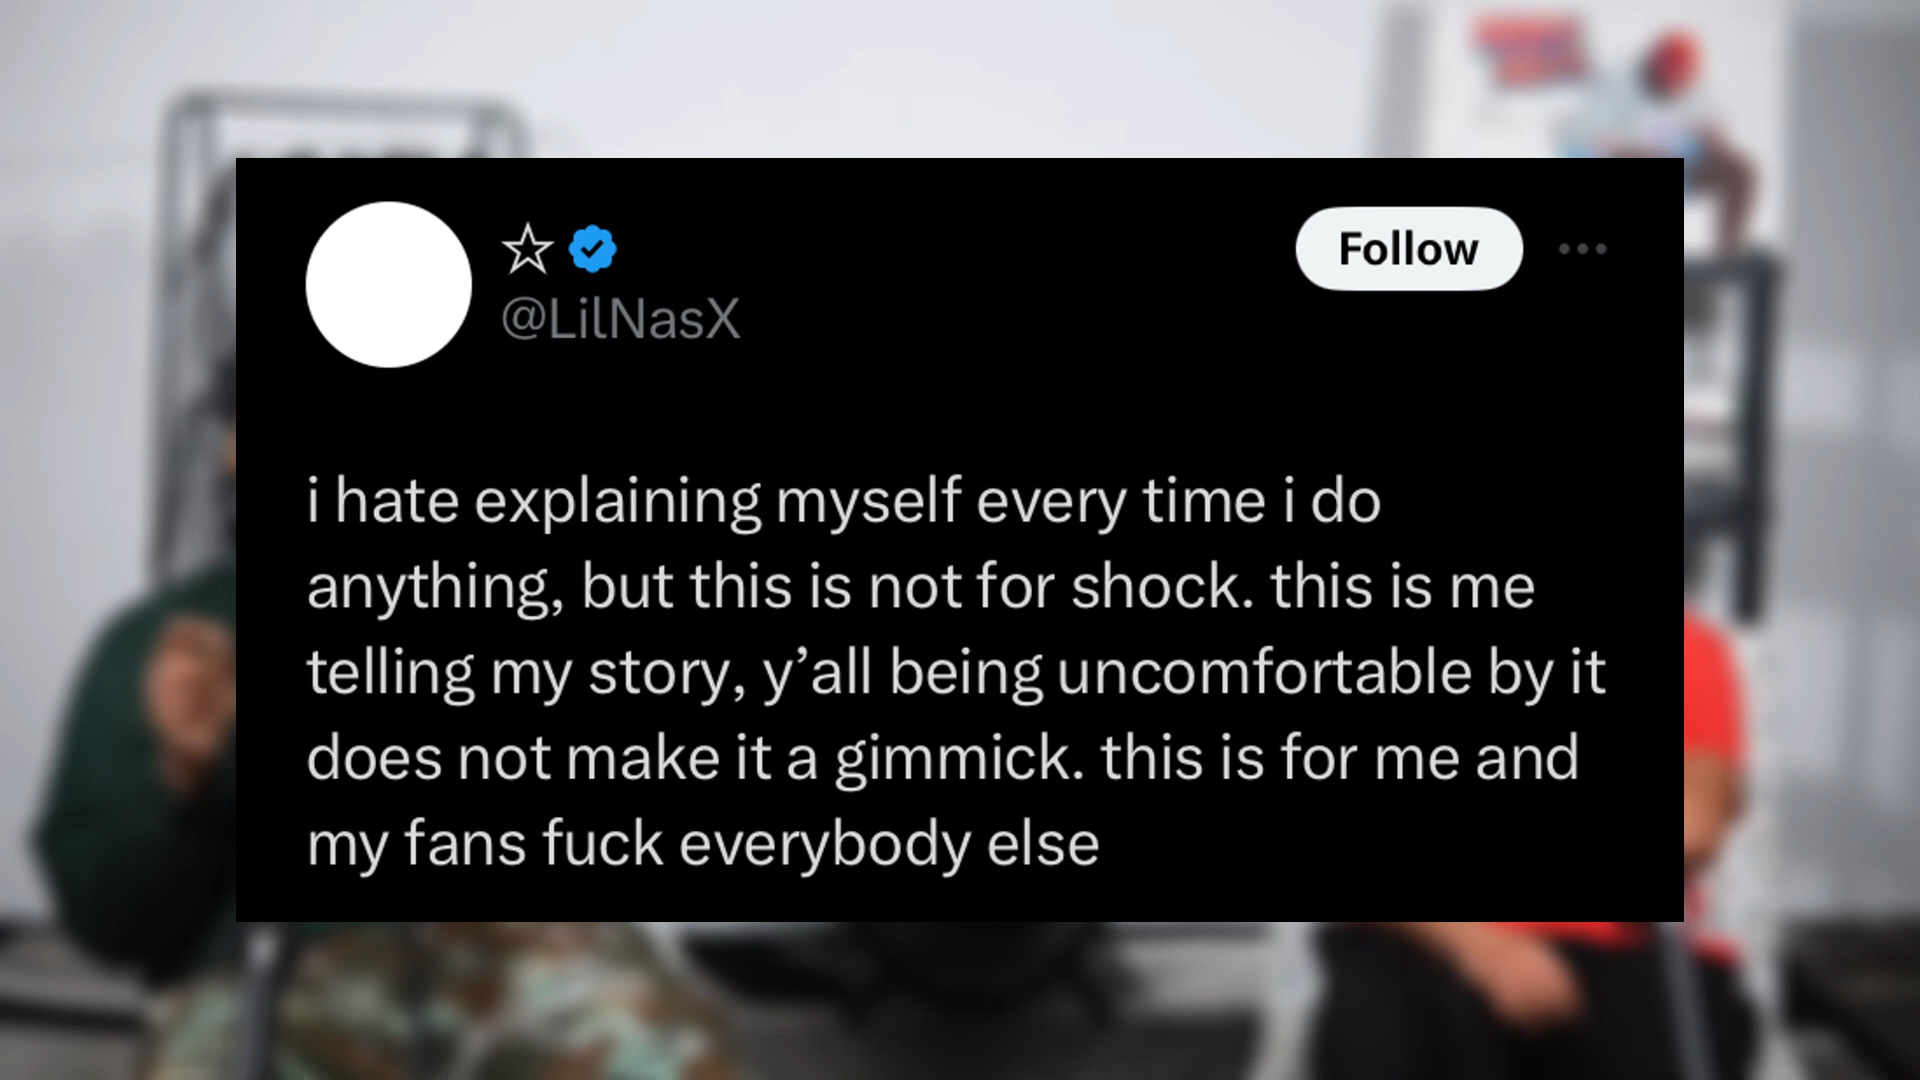 ☆
@LilNasX
Follow
i hate explaining myself every time i do
anything, but this is not for shock. this is me
telling my story, y’all being uncomfortable by it
does not make it a gimmick. this is for me and
my fans fuck everybody else